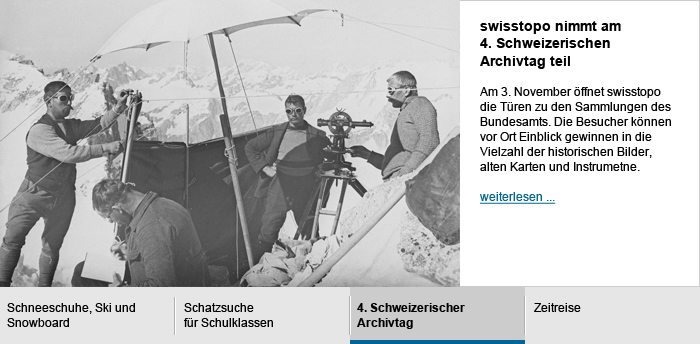 swisstopo nimmt am
4. Schweizerischen
Archivtag teil
Am 3. November öffnet swisstopo
die Türen zu den Sammlungen des
Bundesamts. Die Besucher können
vor Ort Einblick gewinnen in die
Vielzahl der historischen Bilder,
alten Karten und Instrumetne.
weiterlesen ...
Schneeschuhe, Ski und
Snowboard
Schatzsuche
für Schulklassen
4. Schweizerischer
Archivtag
Zeitreise